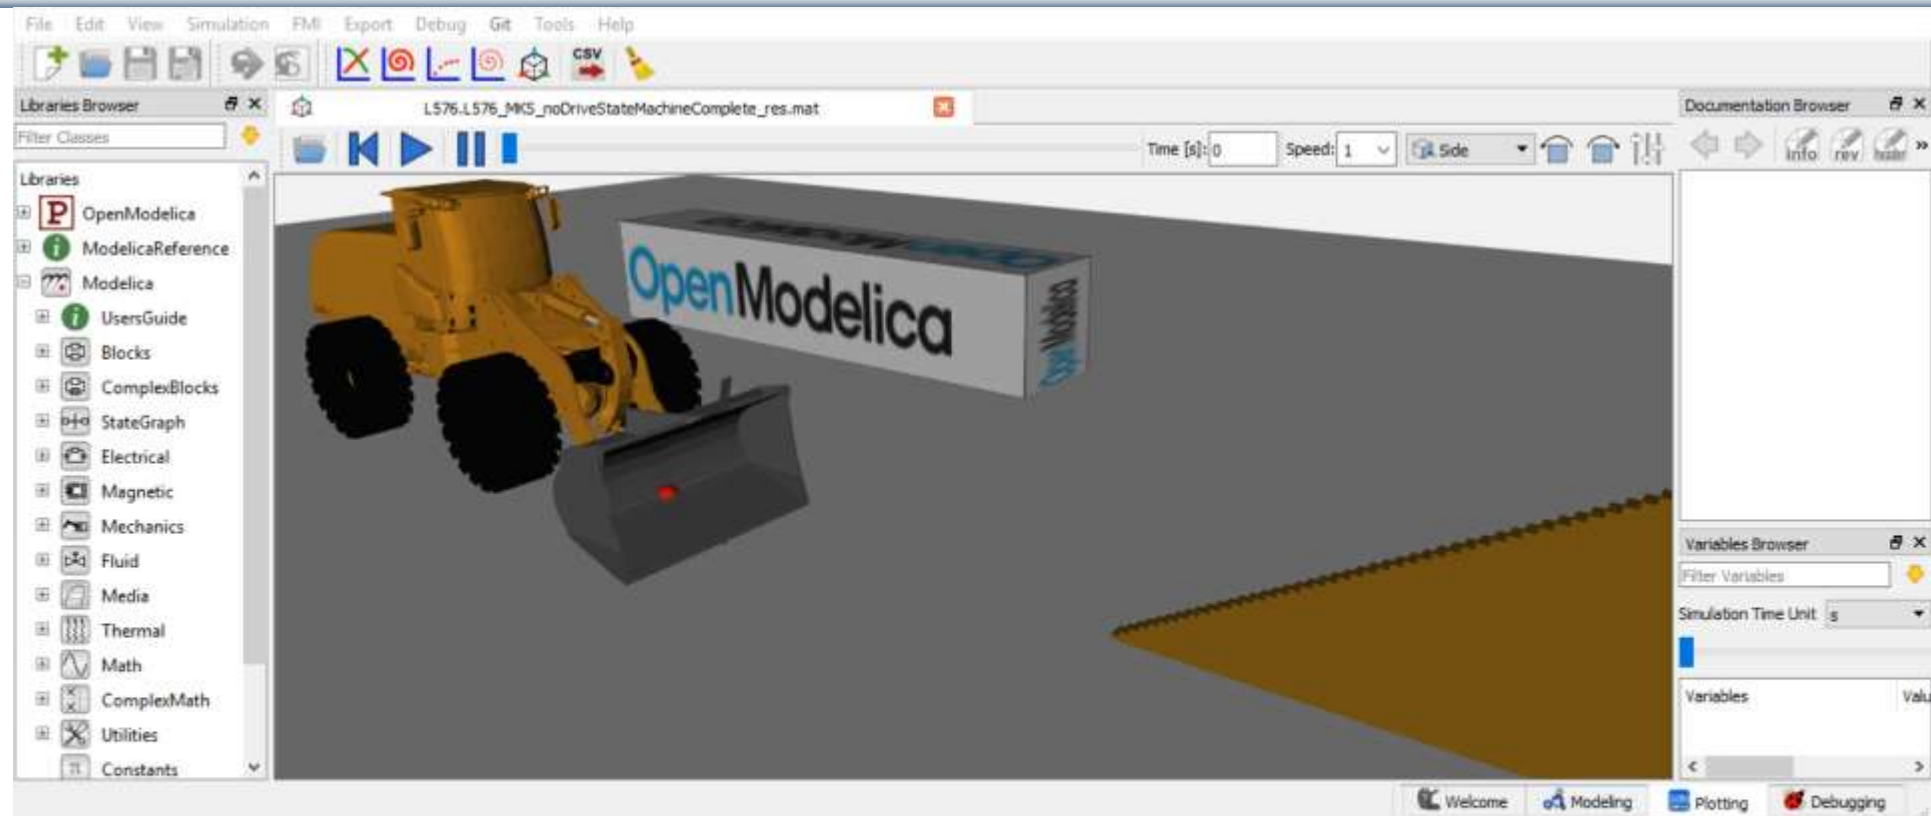 File Edit View Simulation FMI Export Debug Git Tools Help
CSV
Libraries Browser
L576.L576_MKS_noDriveStateMachineComplete_res.mat
Documentation Browser
Filter Classes
Time [s]: 0 Speed: 1 Side
info rev »
Libraries
P OpenModelica
i ModelicaReference
Modelica
i UsersGuide
Blocks
ComplexBlocks
StateGraph
Electrical
Magnetic
Mechanics
Fluid
Media
Thermal
Math
ComplexMath
Utilities
Constants
OpenModelica
OpenModelica
Variables Browser
Filter Variables
Simulation Time Unit s
Variables Valu
Welcome Modeling Plotting Debugging